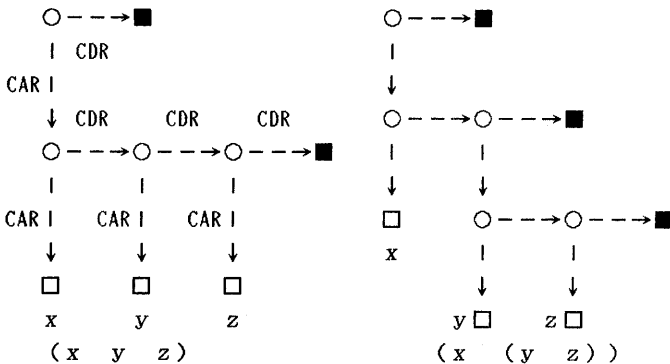 CDR
CAR
CDR CDR CDR
CAR CAR CAR
x
x y z
y z
( x y z )
( x ( y z ) )